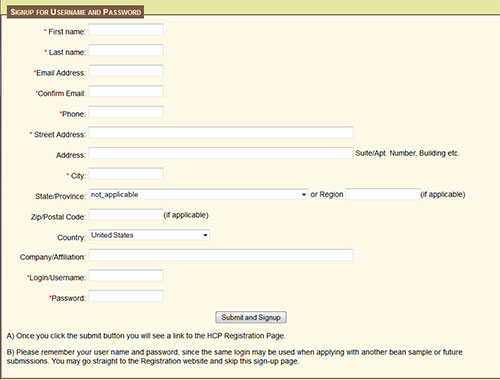 Signup for Username and Password
* First name:
* Last name:
*Email Address:
*Confirm Email:
*Phone:
* Street Address:
Address: Suite/Apt. Number, Building etc.
* City:
State/Province: not_applicable or Region (if applicable)
Zip/Postal Code: (if applicable)
Country: United States
Company/Affiliation:
*Login/Username:
*Password:
Submit and Signup
A) Once you click the submit button you will see a link to the HCP Registration Page.
B) Please remember your user name and password, since the same login may be used when applying with another bean sample or future
submissions. You may go straight to the Registration website and skip this sign-up page.